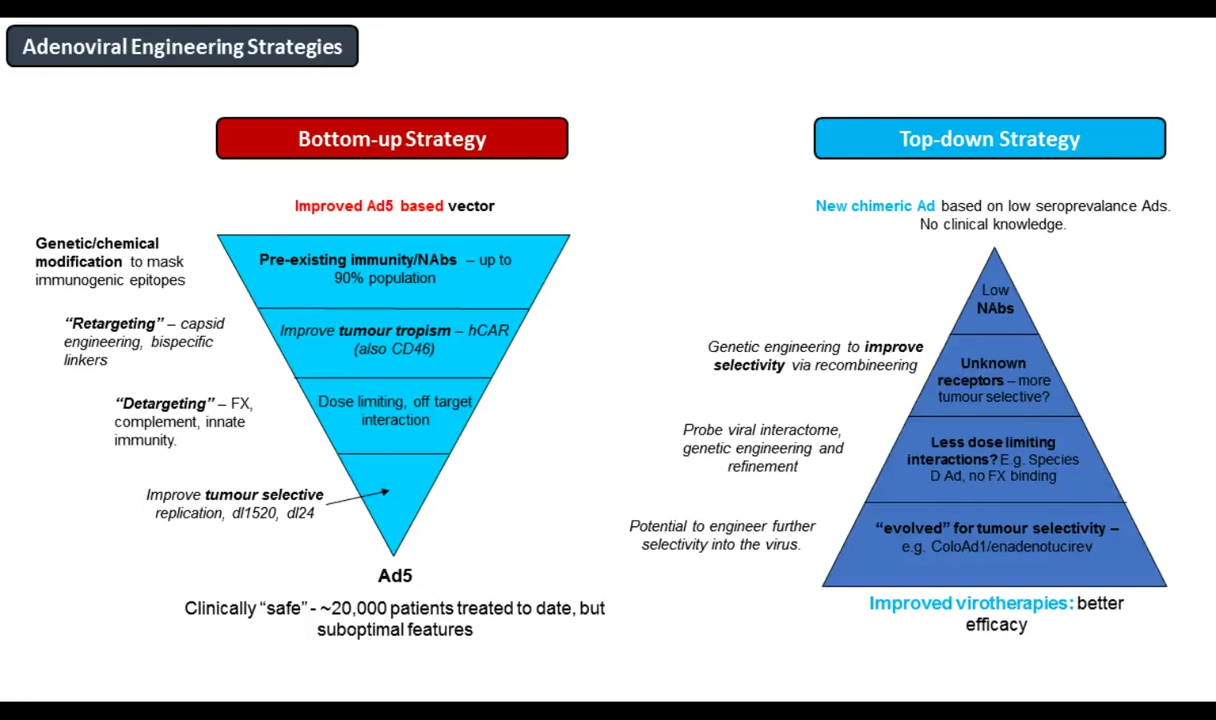 Adenoviral Engineering Strategies
Bottom-up Strategy
Improved Ad5 based vector
Genetic/chemical
modification to mask
immunogenic epitopes
Pre-existing immunity/NAbs – up to
90% population
“Retargeting” – capsid
engineering, bispecific
linkers
Improve tumour tropism – hCAR
(also CD46)
“Detargeting” – FX,
complement, innate
immunity.
Dose limiting, off target
interaction
Improve tumour selective
replication, dl1520, dl24
Ad5
Clinically “safe” - ~20,000 patients treated to date, but
suboptimal features
Top-down Strategy
New chimeric Ad based on low seroprevalance Ads.
No clinical knowledge.
Low
NAbs
Genetic engineering to improve
selectivity via recombineering
Unknown
receptors – more
tumour selective?
Probe viral interactome,
genetic engineering and
refinement
Less dose limiting
interactions? E.g. Species
D Ad, no FX binding
Potential to engineer further
selectivity into the virus.
“evolved” for tumour selectivity –
e.g. ColoAd1/enadenotucirev
Improved virotherapies: better
efficacy